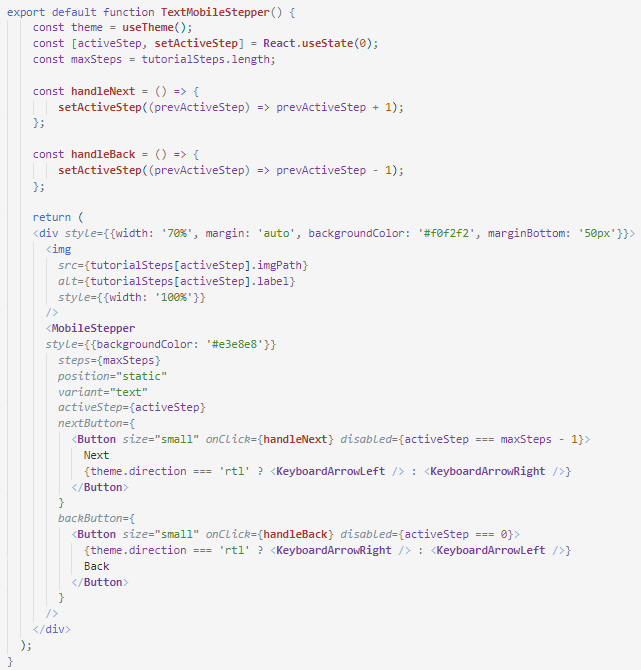 export default function TextMobileStepper() {
const theme = useTheme();
const [activeStep, setActiveStep] = React.useState(0);
const maxSteps = tutorialSteps.length;
const handleNext = () => {
setActiveStep((prevActiveStep) => prevActiveStep + 1);
};
const handleBack = () => {
setActiveStep((prevActiveStep) => prevActiveStep - 1);
};
return (
<div style={{width: '70%', margin: 'auto', backgroundColor: '#f0f2f2', marginBottom: '50px'}}>
<img
src={tutorialSteps[activeStep].imgPath}
alt={tutorialSteps[activeStep].label}
style={{width: '100%'}}
/>
<MobileStepper
style={{backgroundColor: '#e3e8e8'}}
steps={maxSteps}
position="static"
variant="text"
activeStep={activeStep}
nextButton={
<Button size="small" onClick={handleNext} disabled={activeStep === maxSteps - 1}>
Next
{theme.direction === 'rtl' ? <KeyboardArrowLeft /> : <KeyboardArrowRight />}
</Button>
}
backButton={
<Button size="small" onClick={handleBack} disabled={activeStep === 0}>
{theme.direction === 'rtl' ? <KeyboardArrowRight /> : <KeyboardArrowLeft />}
Back
</Button>
}
/>
</div>
);
}